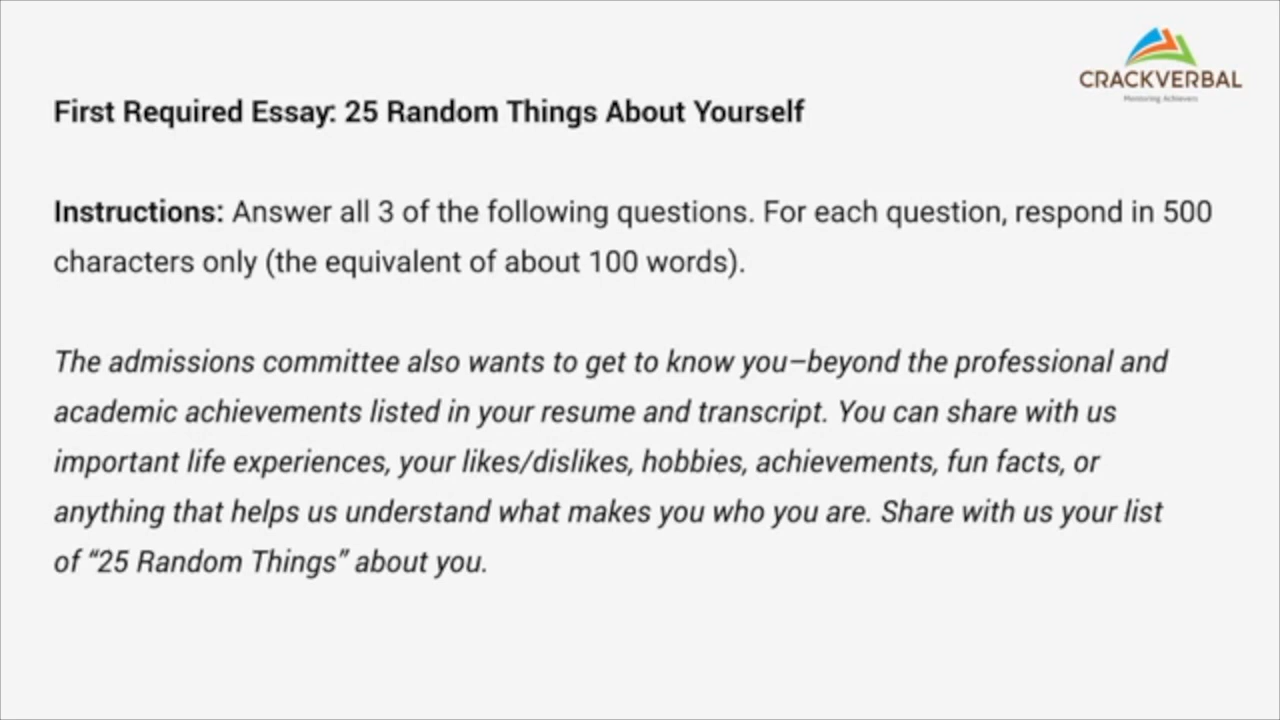 CRACKVERBAL
Mentoring Achievers
First Required Essay: 25 Random Things About Yourself
Instructions: Answer all 3 of the following questions. For each question, respond in 500
characters only (the equivalent of about 100 words).
The admissions committee also wants to get to know you–beyond the professional and
academic achievements listed in your resume and transcript. You can share with us
important life experiences, your likes/dislikes, hobbies, achievements, fun facts, or
anything that helps us understand what makes you who you are. Share with us your list
of “25 Random Things” about you.